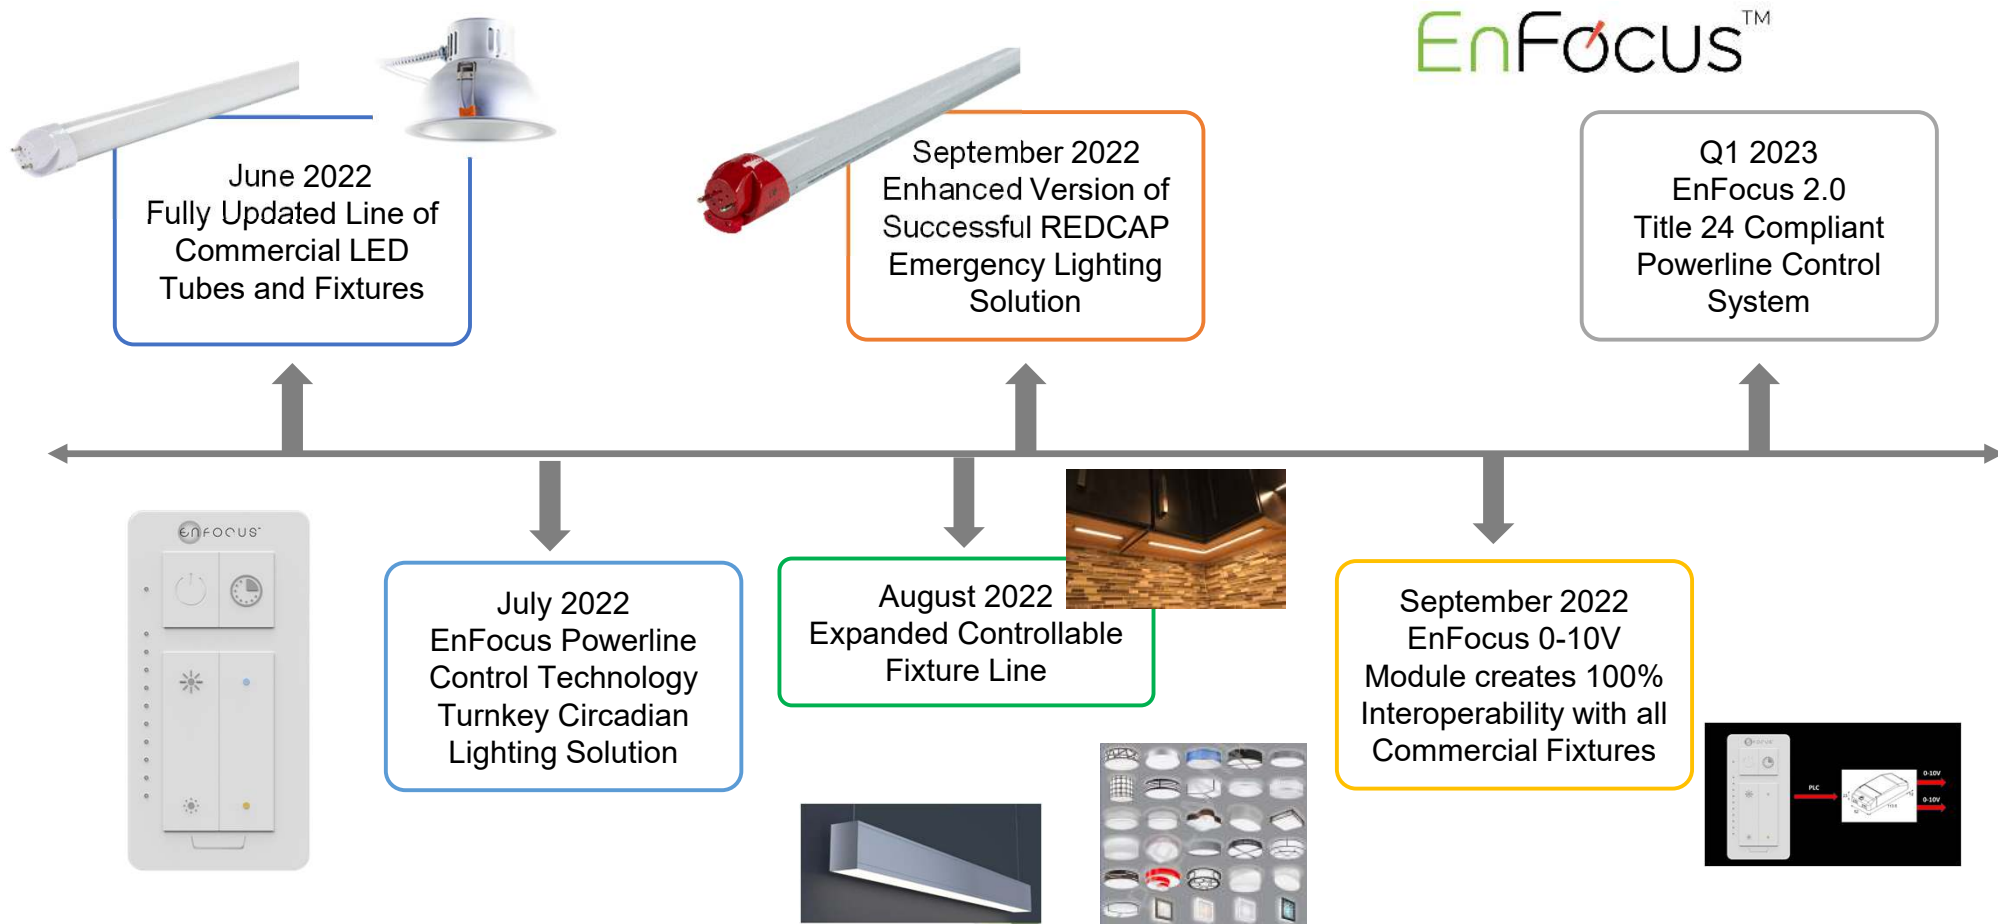 EnFocus™
June 2022
Fully Updated Line of
Commercial LED
Tubes and Fixtures
September 2022
Enhanced Version of
Successful REDCAP
Emergency Lighting
Solution
Q1 2023
EnFocus 2.0
Title 24 Compliant
Powerline Control
System
ENFOCUS
July 2022
EnFocus Powerline
Control Technology
Turnkey Circadian
Lighting Solution
August 2022
Expanded Controllable
Fixture Line
September 2022
EnFocus 0-10V
Module creates 100%
Interoperability with all
Commercial Fixtures
ENFOCUS
PLC
0-10V
0-10V